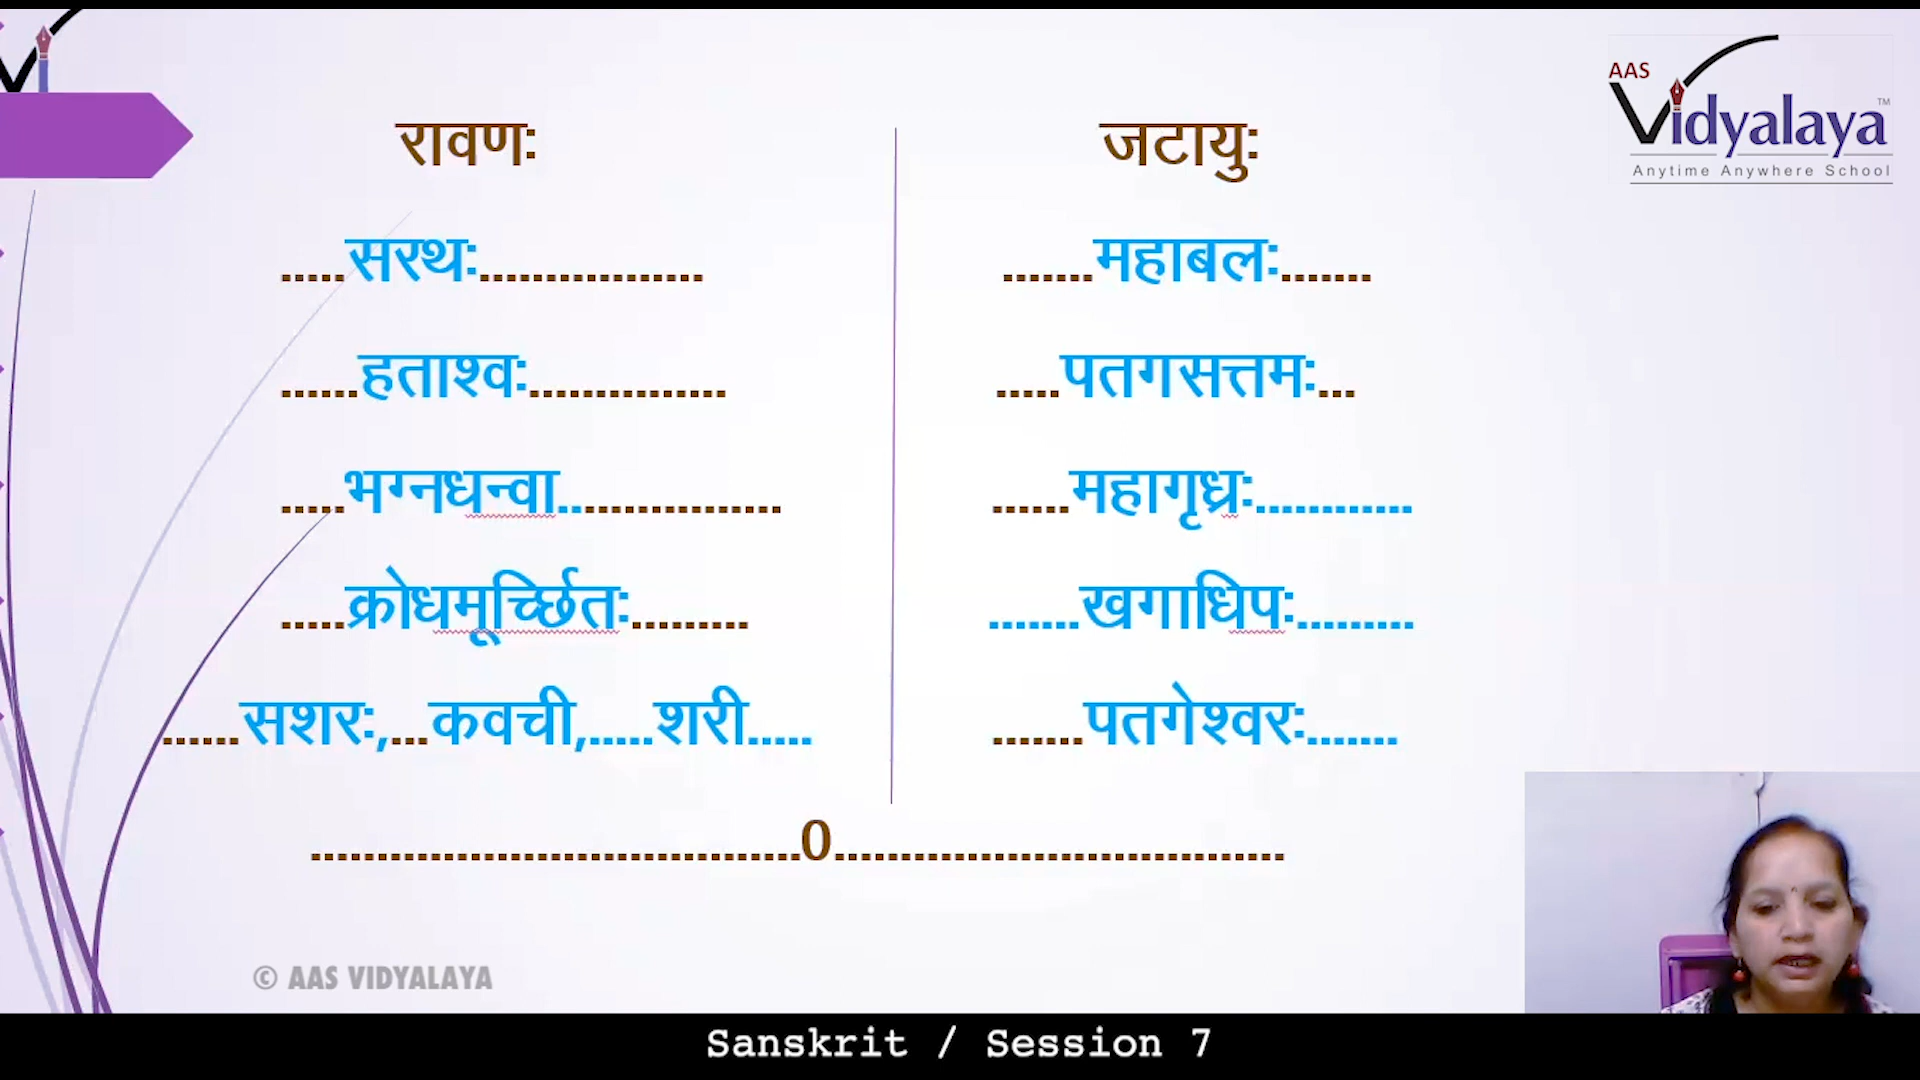 AAS
Vidyalaya™
Anytime Anywhere School
रावणः जटायुः
.....सरथः................. .......महाबलः.......
......हताश्वः............... .....पतगसत्तमः...
.....भग्नधन्वा................. ......महागृध्रः............
.....क्रोधमूर्च्छितः......... .......खगाधिपः.........
......सशरः,...कवची,.....शरी..... .......पतगेश्वरः.......
.....................................0..................................
© AAS VIDYALAYA
Sanskrit / Session 7